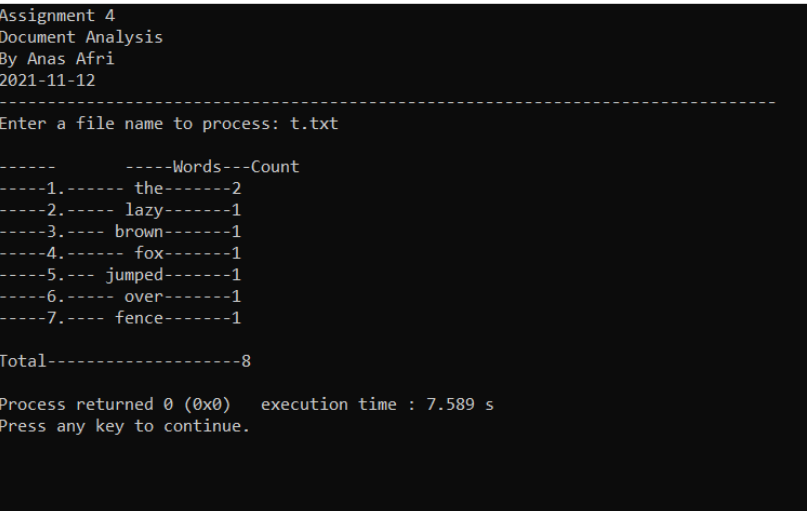 Assignment 4
Document Analysis
By Anas Afri
2021-11-12
--------------------------------------------------------------------------------
Enter a file name to process: t.txt
------       -----Words---Count
-----1.------ the-------2
-----2.----- lazy-------1
-----3.---- brown-------1
-----4.------ fox-------1
-----5.--- jumped-------1
-----6.----- over-------1
-----7.---- fence-------1
Total--------------------8
Process returned 0 (0x0)   execution time : 7.589 s
Press any key to continue.